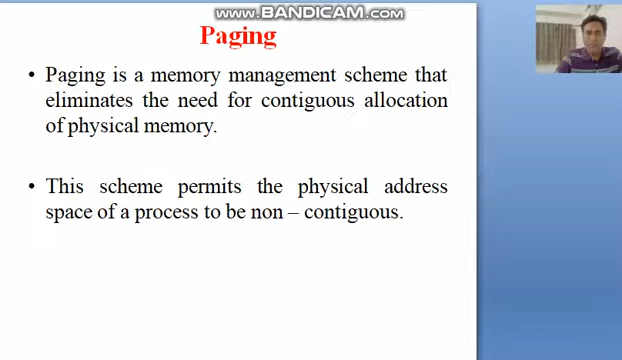 www.BANDICAM.com
Paging
• Paging is a memory management scheme that
eliminates the need for contiguous allocation
of physical memory.
• This scheme permits the physical address
space of a process to be non – contiguous.